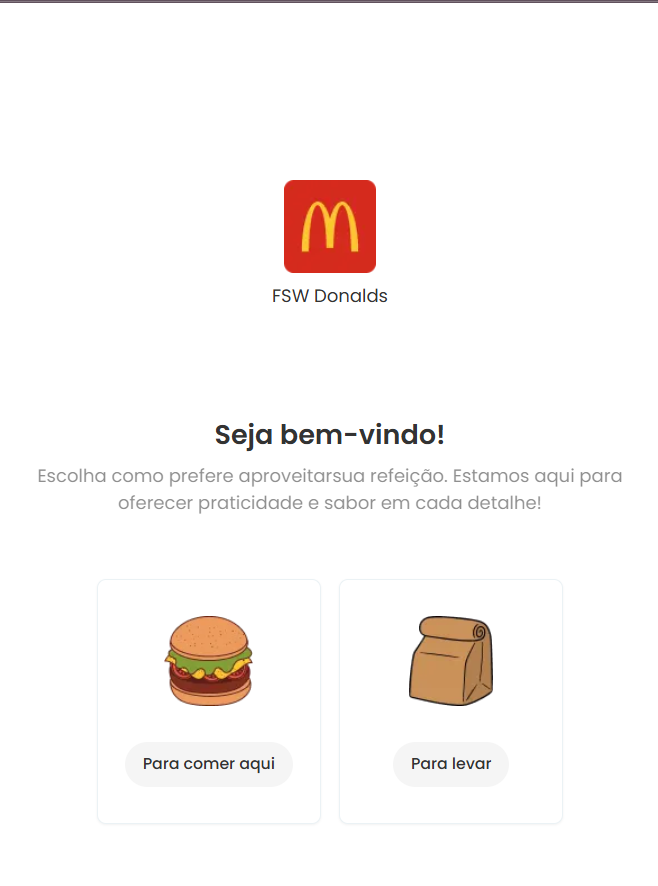 FSW Donalds
Seja bem-vindo!
Escolha como prefere aproveitarsua refeição. Estamos aqui para
oferecer praticidade e sabor em cada detalhe!
Para comer aqui
Para levar